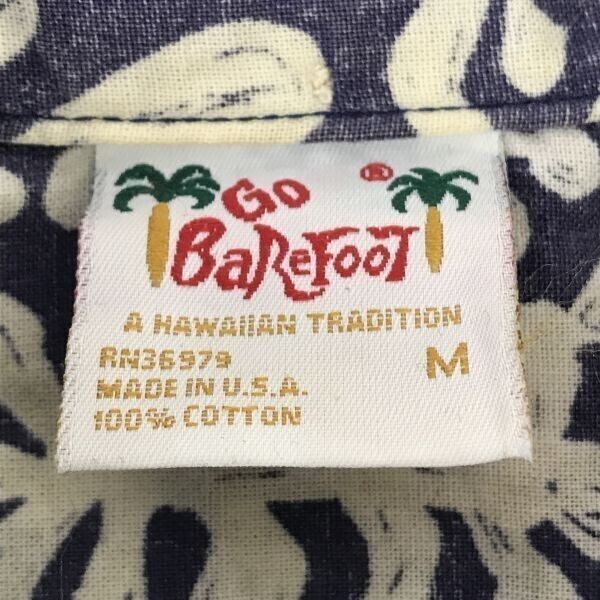 Go ®
BaReFooT
A HAWAIIAN TRADITION
RN36979 M
MADE IN U.S.A.
100% COTTON